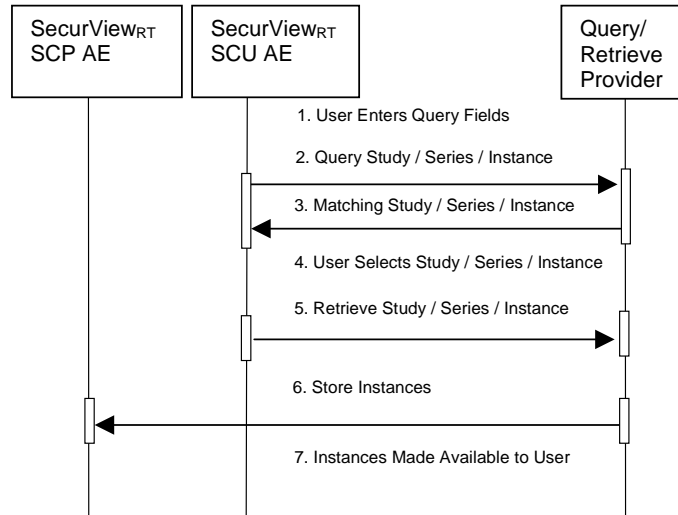 SecurViewRT
SCP AE
SecurViewRT
SCU AE
Query/
Retrieve
Provider
1. User Enters Query Fields
2. Query Study / Series / Instance
3. Matching Study / Series / Instance
4. User Selects Study / Series / Instance
5. Retrieve Study / Series / Instance
6. Store Instances
7. Instances Made Available to User